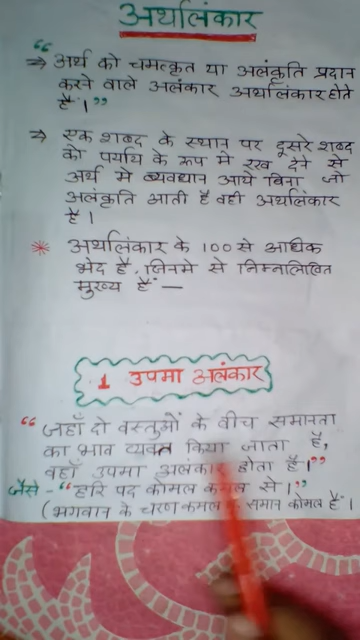 अर्थालंकार
“
⇒ अर्थ को चमत्कृत या अलंकृति प्रदान
करने वाले अलंकार अर्थालंकार होते
है।”
⇒ एक शब्द के स्थान पर दूसरे शब्द
को पर्याय के रूप मे रख देने से
अर्थ मे व्यवधान आये बिना जो
अलंकृति आती है वही अर्थालंकार
है।
* अर्थालंकार के 100 से अधिक
भेद है, जिनमे से निम्नलिखित
मुख्य है –
1 उपमा अलंकार
“जहाँ दो वस्तुओं के बीच समानता
का भाव व्यक्त किया जाता है,
वहाँ उपमा अलंकार होता है।”
जैसे- “हरि पद कोमल कमल से।”
(भगवान के चरण कमल के समान कोमल है।